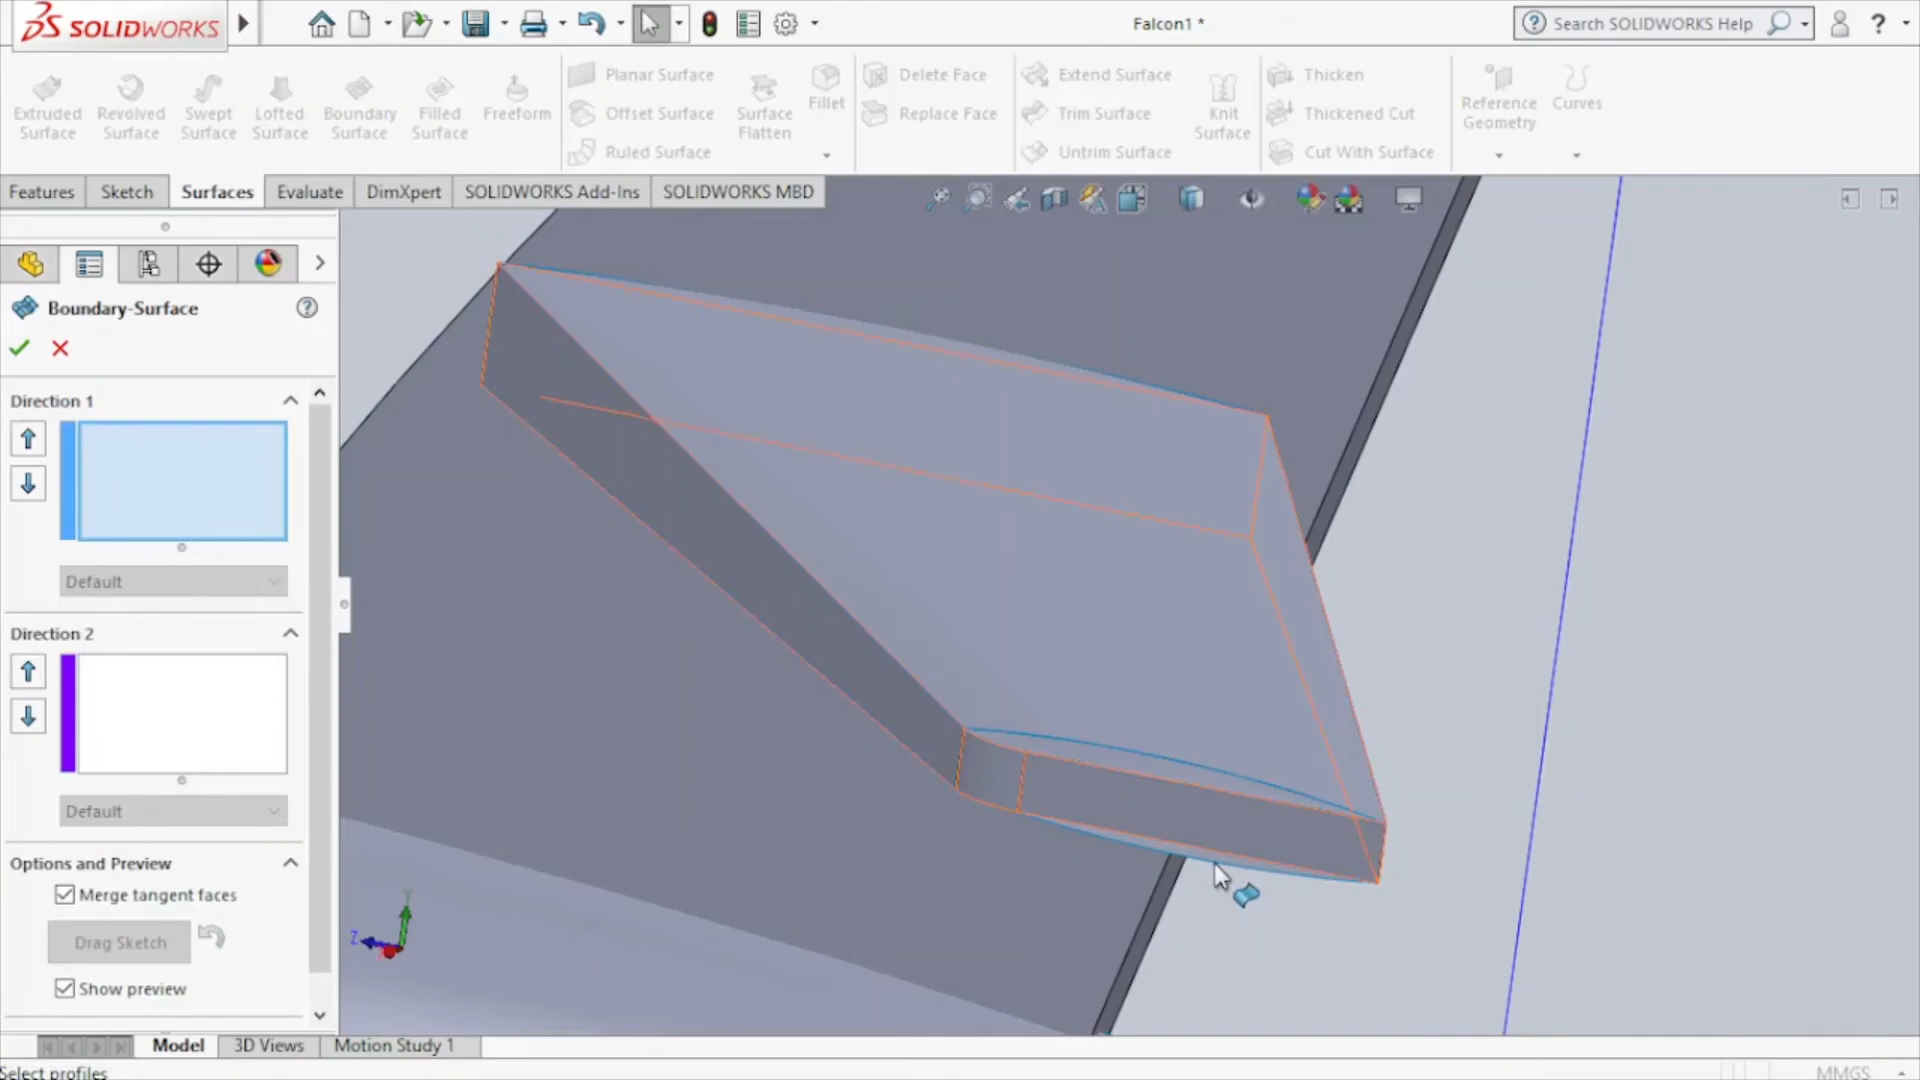 SOLIDWORKS
Falcon1 *
Search SOLIDWORKS Help
?
Extruded Surface
Revolved Surface
Swept Surface
Lofted Surface
Boundary Surface
Filled Surface
Freeform
Planar Surface
Offset Surface
Ruled Surface
Surface Flatten
Fillet
Delete Face
Replace Face
Extend Surface
Trim Surface
Untrim Surface
Knit Surface
Thicken
Thickened Cut
Cut With Surface
Reference Geometry
Curves
Features
Sketch
Surfaces
Evaluate
DimXpert
SOLIDWORKS Add-Ins
SOLIDWORKS MBD
Boundary-Surface
?
Direction 1
Default
Direction 2
Default
Options and Preview
Merge tangent faces
Drag Sketch
Show preview
Y
Z
Model
3D Views
Motion Study 1
Select profiles
MMGS